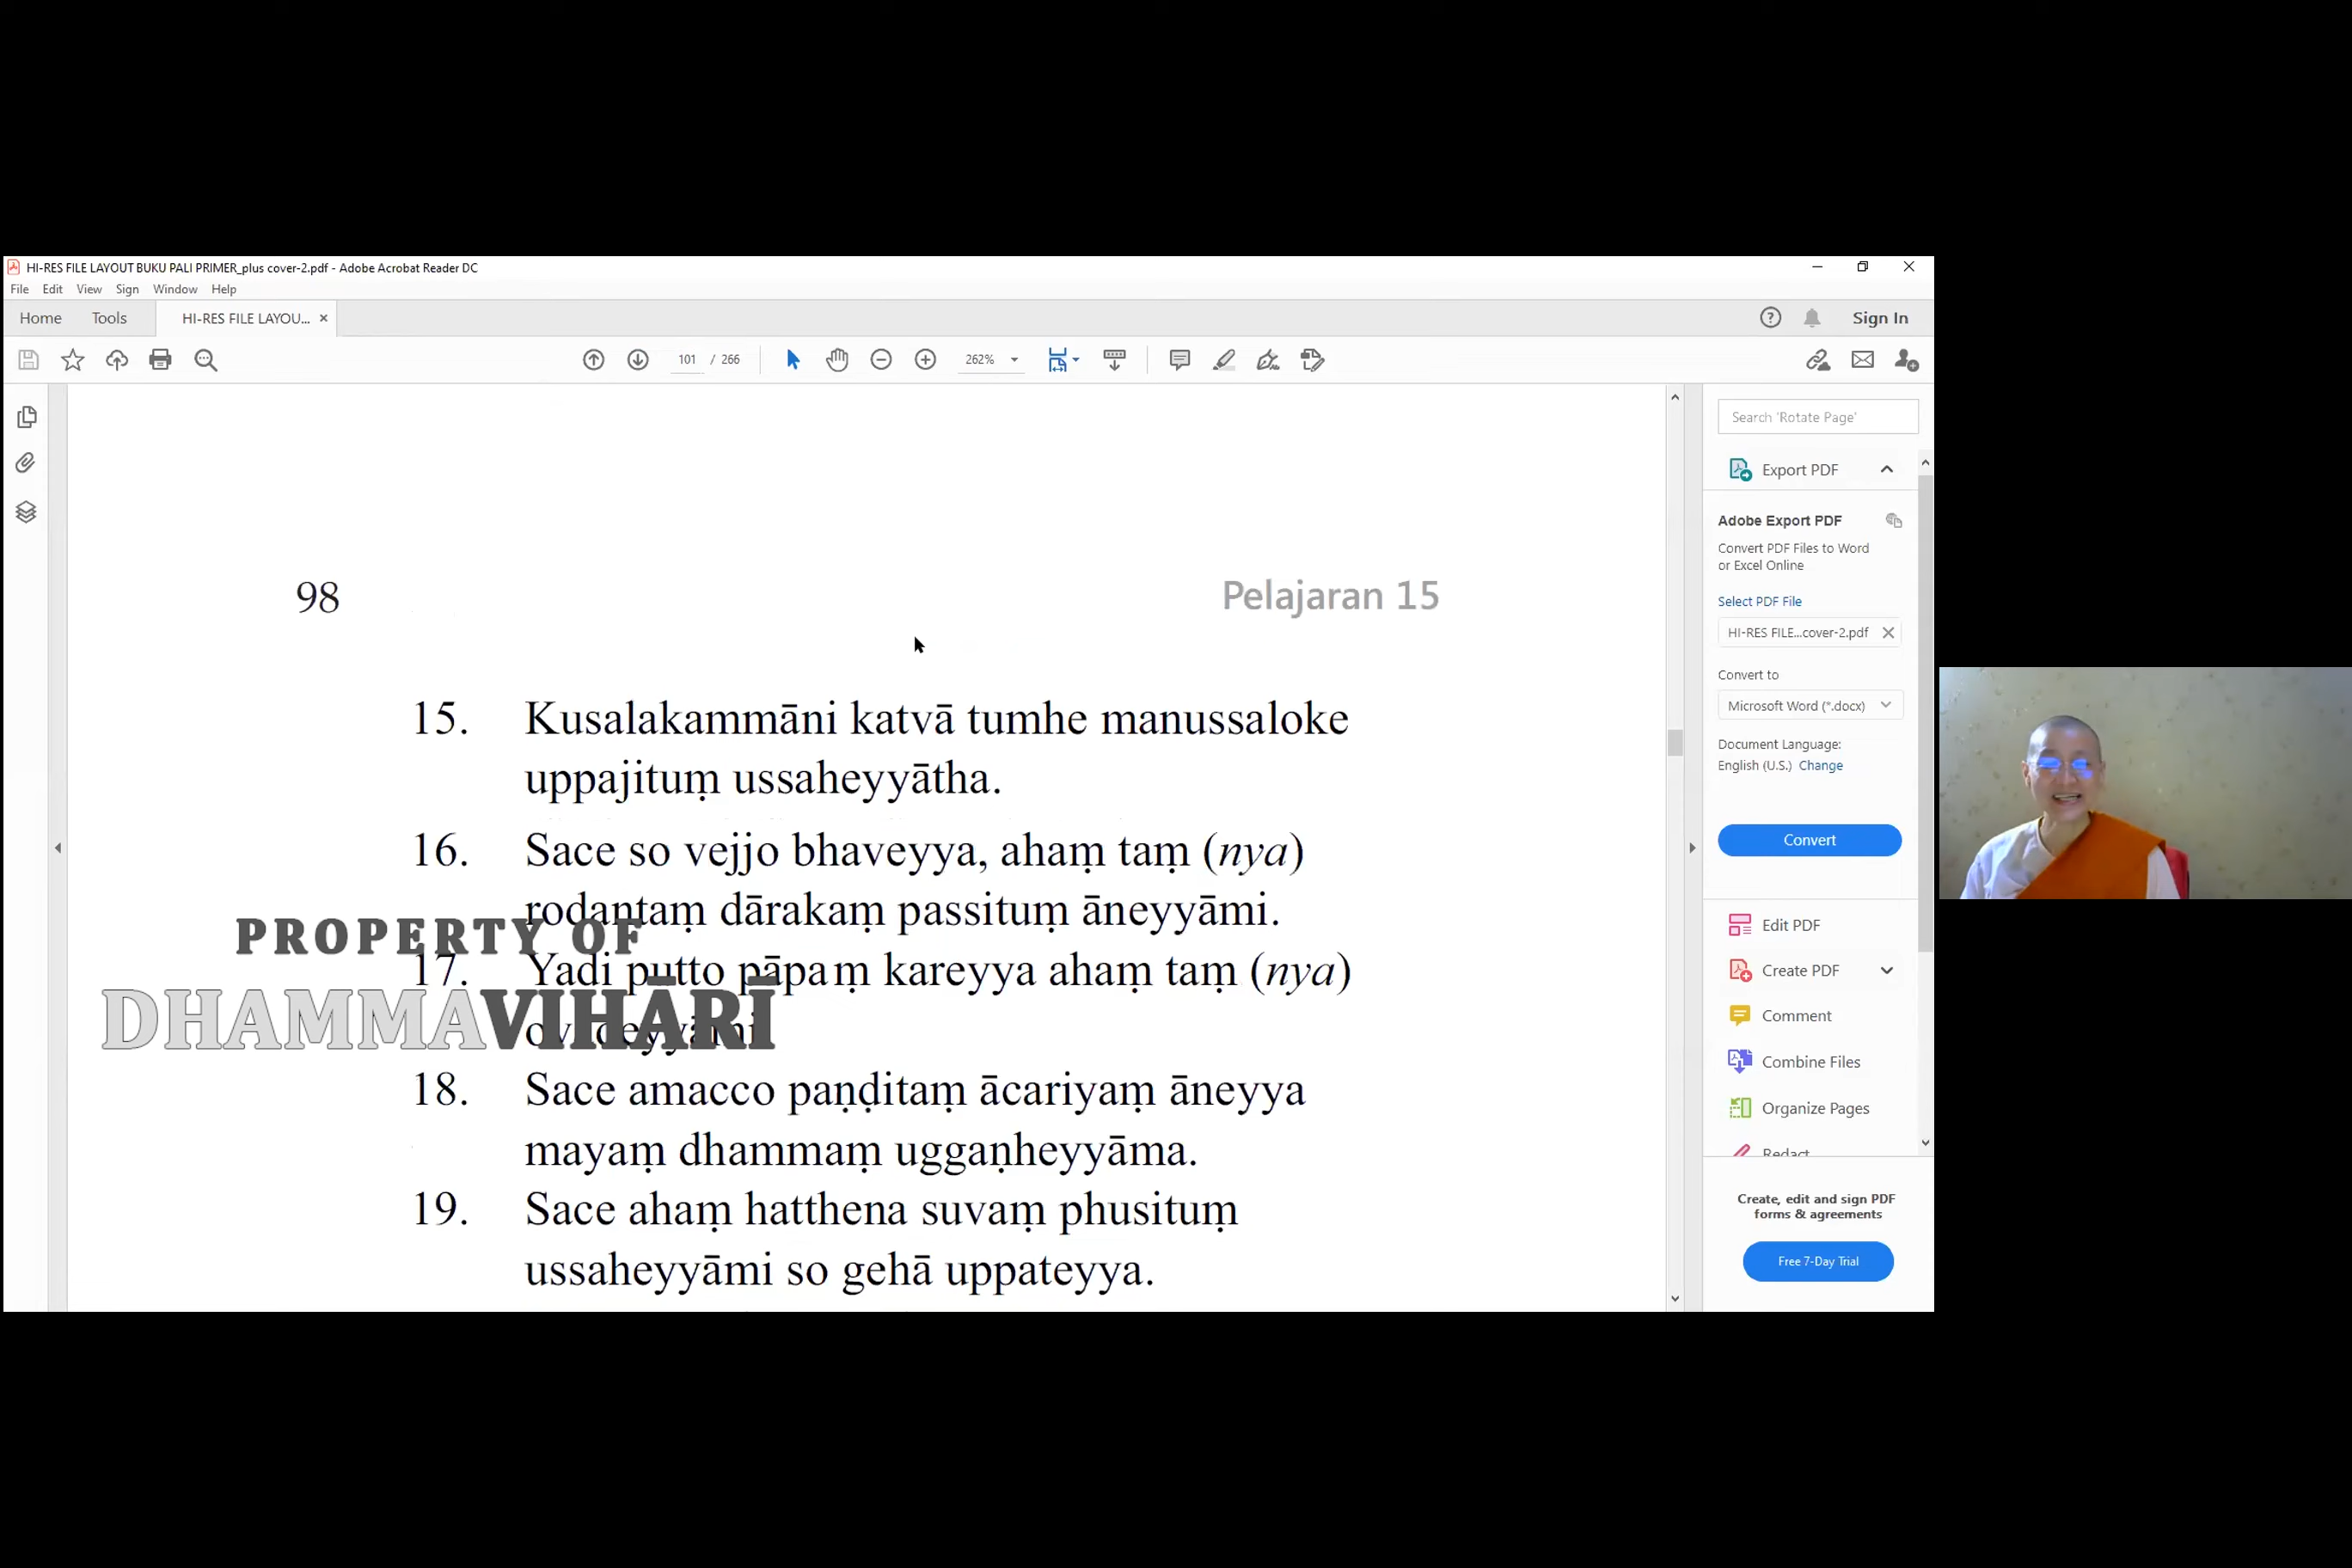 HI-RES FILE LAYOUT BUKU PALI PRIMER_plus cover-2.pdf - Adobe Acrobat Reader DC
File Edit View Sign Window Help
Home Tools HI-RES FILE LAYOU... × Sign In
101 / 266 262%
Search 'Rotate Page'
Export PDF
Adobe Export PDF
Convert PDF Files to Word
or Excel Online
Select PDF File
HI-RES FILE...cover-2.pdf
Convert to
Microsoft Word (*.docx)
Document Language:
English (U.S.) Change
Convert
Edit PDF
Create PDF
Comment
Combine Files
Organize Pages
Redact
Create, edit and sign PDF
forms & agreements
Free 7-Day Trial
98 Pelajaran 15
15. Kusalakammāni katvā tumhe manussaloke
uppajituṃ ussaheyyātha.
16. Sace so vejjo bhaveyya, ahaṃ taṃ (nya)
rodantaṃ dārakaṃ passituṃ āneyyāmi.
17. Yadi putto pāpaṃ kareyya ahaṃ taṃ (nya)
18. Sace amacco paṇḍitaṃ ācariyaṃ āneyya
mayaṃ dhammaṃ uggaṇheyyāma.
19. Sace ahaṃ hatthena suvaṃ phusituṃ
ussaheyyāmi so gehā uppateyya.
PROPERTY OF
DHAMMAVIHĀRĪ